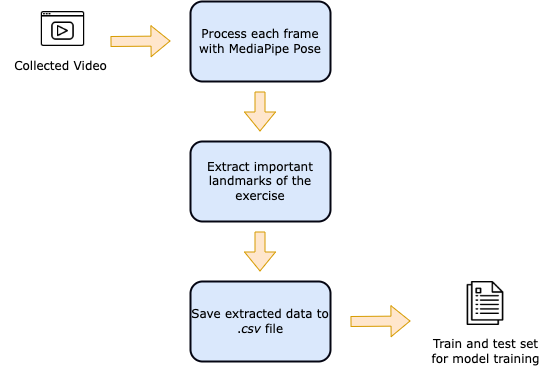 Collected Video
Process each frame
with MediaPipe Pose
Extract important
landmarks of the
exercise
Save extracted data to
.csv file
Train and test set
for model training